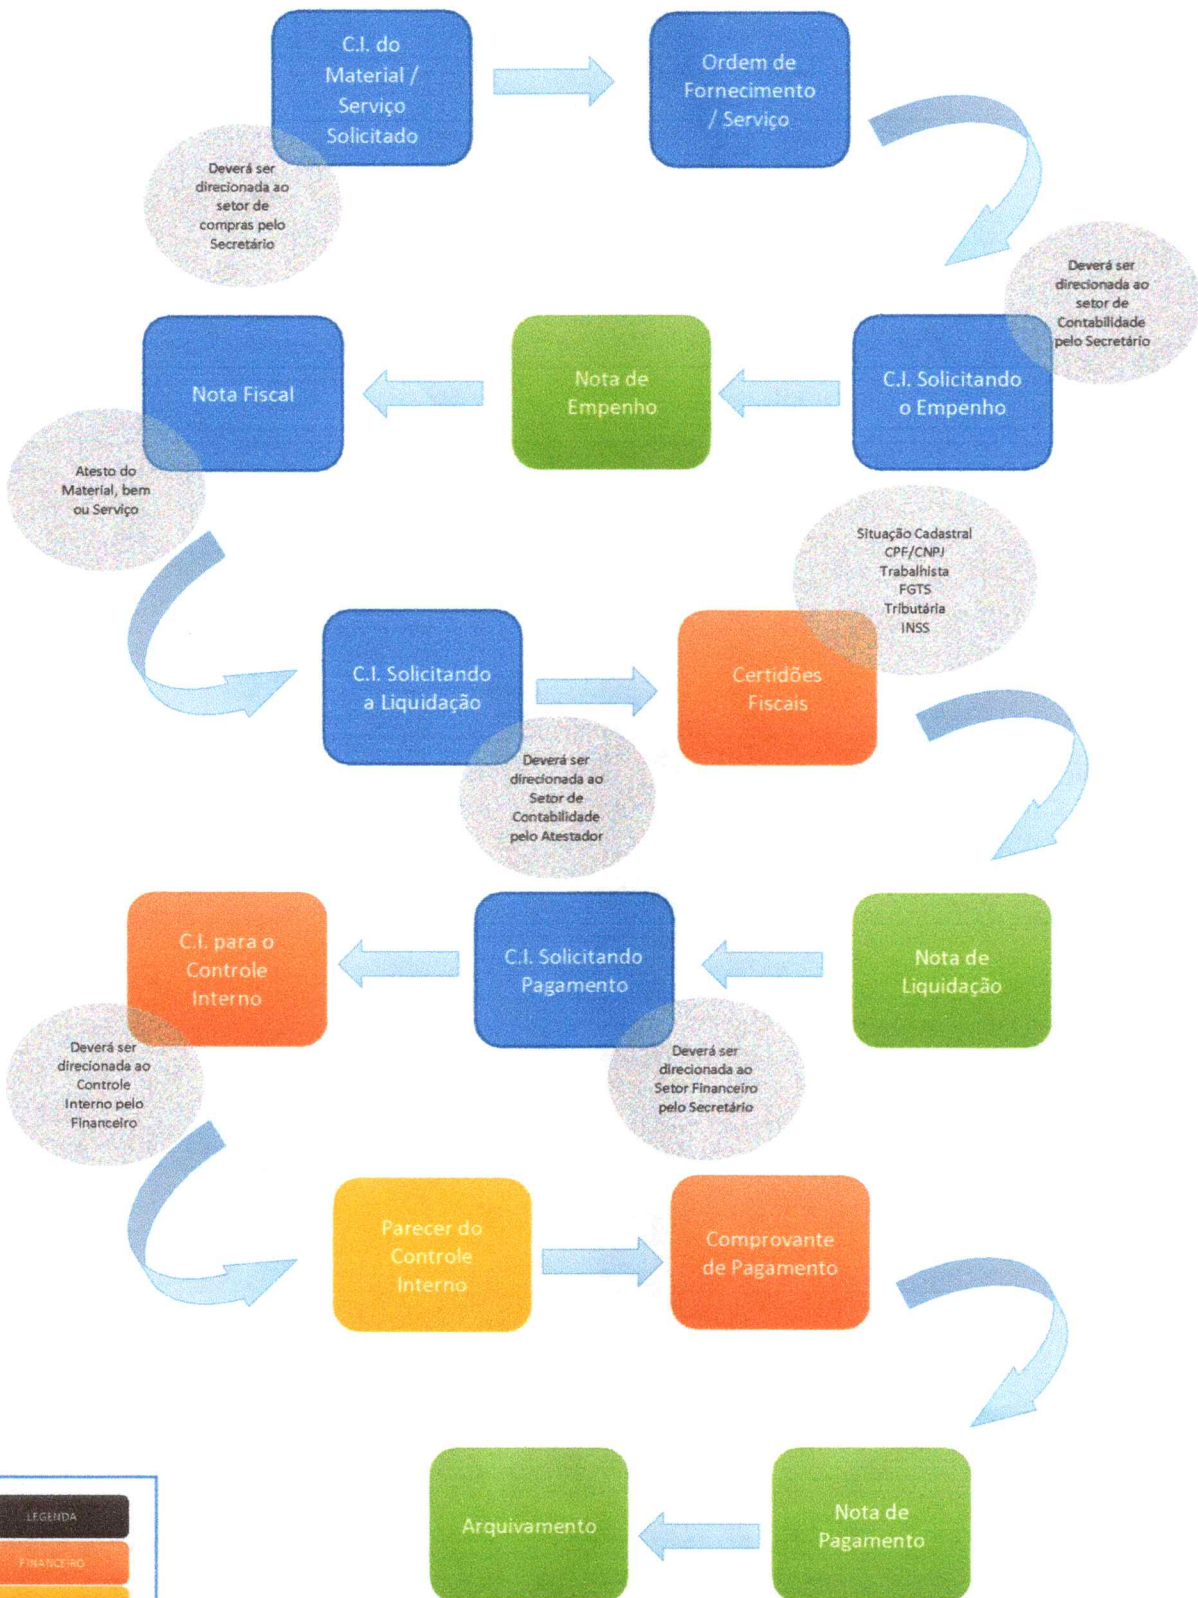 C.I. do
Material /
Serviço
Solicitado
Deverá ser
direcionada ao
setor de
compras pelo
Secretário
Ordem de
Fornecimento
/ Serviço
Deverá ser
direcionada ao
setor de
Contabilidade
pelo Secretário
C.I. Solicitando
o Empenho
Nota de
Empenho
Nota Fiscal
Atesto do
Material, bem
ou Serviço
C.I. Solicitando
a Liquidação
Deverá ser
direcionada ao
Setor de
Contabilidade
pelo Atestador
Certidões
Fiscais
Situação Cadastral
CPF/CNPJ
Trabalhista
FGTS
Tributária
INSS
Nota de
Liquidação
C.I. Solicitando
Pagamento
Deverá ser
direcionada ao
Setor Financeiro
pelo Secretário
C.I. para o
Controle
Interno
Deverá ser
direcionada ao
Controle
Interno pelo
Financeiro
Parecer do
Controle
Interno
Comprovante
de Pagamento
Nota de
Pagamento
Arquivamento
LEGENDA
FINANCEIRO